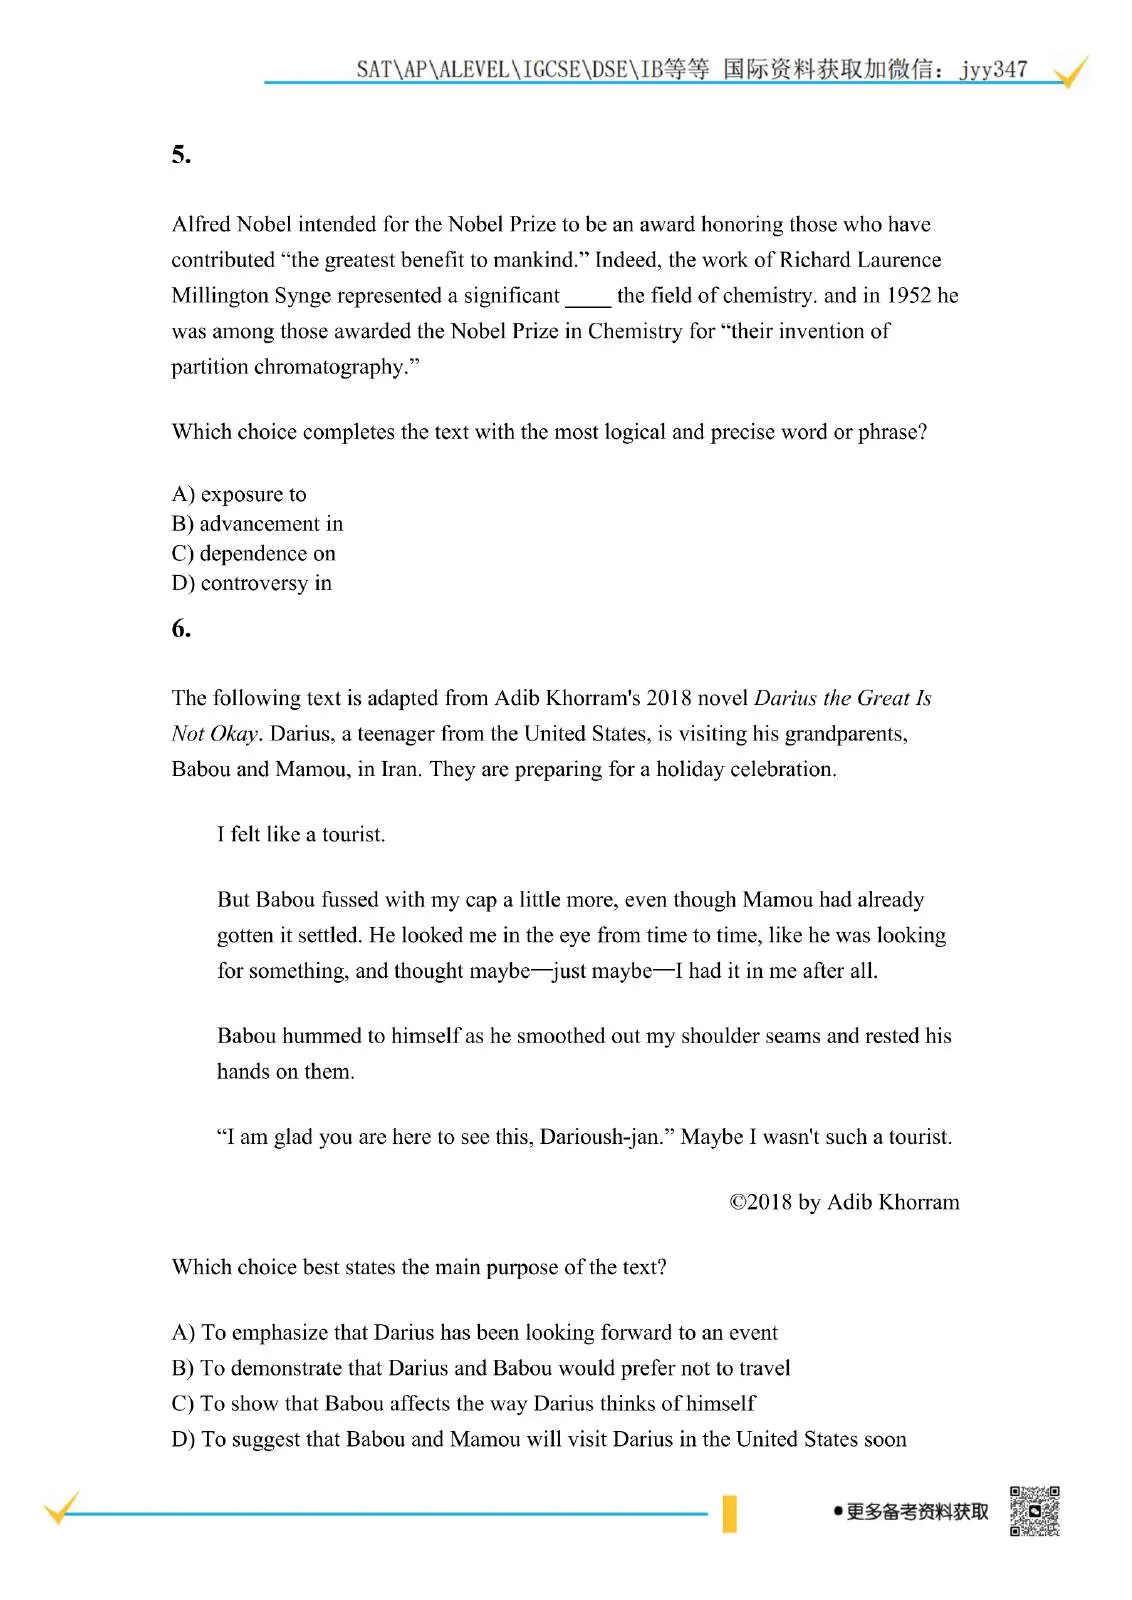 SAT\AP\ALEVEL\IGCSE\DSE\IB等等 国际资料获取加微信：jyy347
5.
Alfred Nobel intended for the Nobel Prize to be an award honoring those who have
contributed “the greatest benefit to mankind.” Indeed, the work of Richard Laurence
Millington Synge represented a significant ____ the field of chemistry. and in 1952 he
was among those awarded the Nobel Prize in Chemistry for “their invention of
partition chromatography.”
Which choice completes the text with the most logical and precise word or phrase?
A) exposure to
B) advancement in
C) dependence on
D) controversy in
6.
The following text is adapted from Adib Khorram's 2018 novel Darius the Great Is
Not Okay. Darius, a teenager from the United States, is visiting his grandparents,
Babou and Mamou, in Iran. They are preparing for a holiday celebration.
I felt like a tourist.
But Babou fussed with my cap a little more, even though Mamou had already
gotten it settled. He looked me in the eye from time to time, like he was looking
for something, and thought maybe—just maybe—I had it in me after all.
Babou hummed to himself as he smoothed out my shoulder seams and rested his
hands on them.
“I am glad you are here to see this, Darioush-jan.” Maybe I wasn't such a tourist.
©2018 by Adib Khorram
Which choice best states the main purpose of the text?
A) To emphasize that Darius has been looking forward to an event
B) To demonstrate that Darius and Babou would prefer not to travel
C) To show that Babou affects the way Darius thinks of himself
D) To suggest that Babou and Mamou will visit Darius in the United States soon
•更多备考资料获取